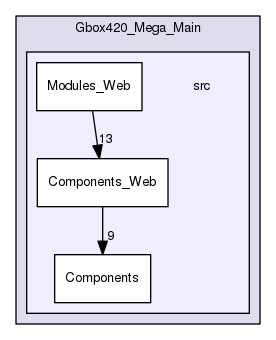 Gbox420_Mega_Main
Modules_Web
src
13
Components_Web
9
Components